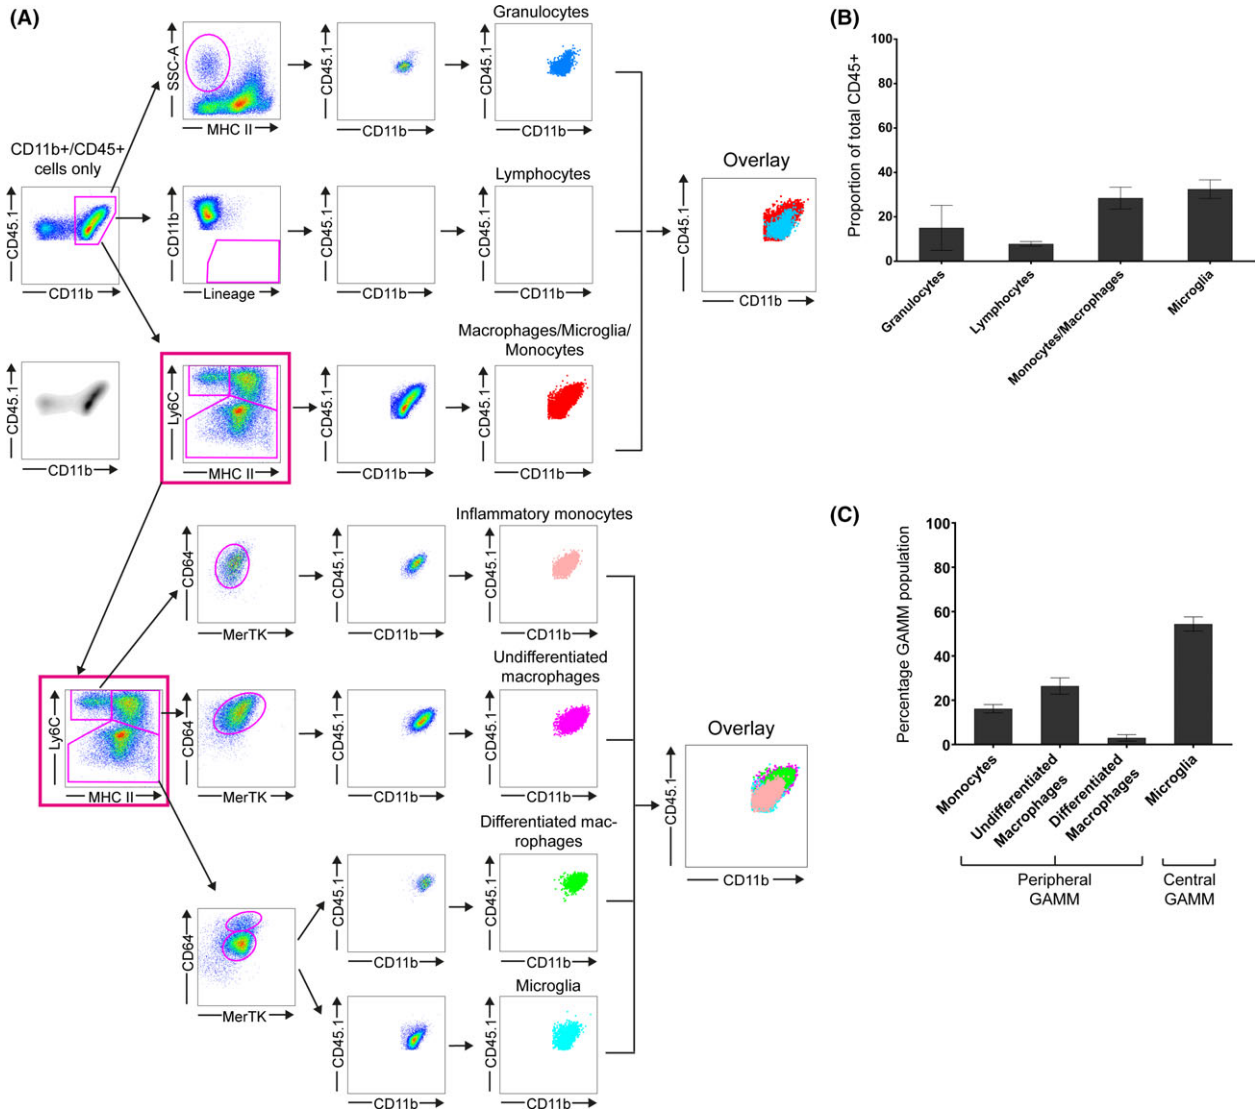 (A)
CD11b+/CD45+
cells only
CD45.1
CD11b
SSC-A
MHC II
CD45.1
CD11b
Granulocytes
CD45.1
CD11b
CD11b
Lineage
CD45.1
CD11b
Lymphocytes
CD45.1
CD11b
Overlay
CD45.1
CD11b
CD45.1
CD11b
Ly6C
MHC II
CD45.1
CD11b
Macrophages/Microglia/
Monocytes
CD45.1
CD11b
CD64
MerTK
CD45.1
CD11b
Inflammatory monocytes
CD45.1
CD11b
Ly6C
MHC II
CD64
MerTK
CD45.1
CD11b
Undifferentiated
macrophages
CD45.1
CD11b
Overlay
CD45.1
CD11b
CD64
MerTK
CD45.1
CD11b
Differentiated mac-
rophages
CD45.1
CD11b
CD45.1
CD11b
Microglia
CD45.1
CD11b
(B)
Proportion of total CD45+
100
80
60
40
20
0
Granulocytes
Lymphocytes
Monocytes/Macrophages
Microglia
(C)
Percentage GAMM population
100
80
60
40
20
0
Monocytes
Undifferentiated
Macrophages
Differentiated
Macrophages
Microglia
Peripheral
GAMM
Central
GAMM